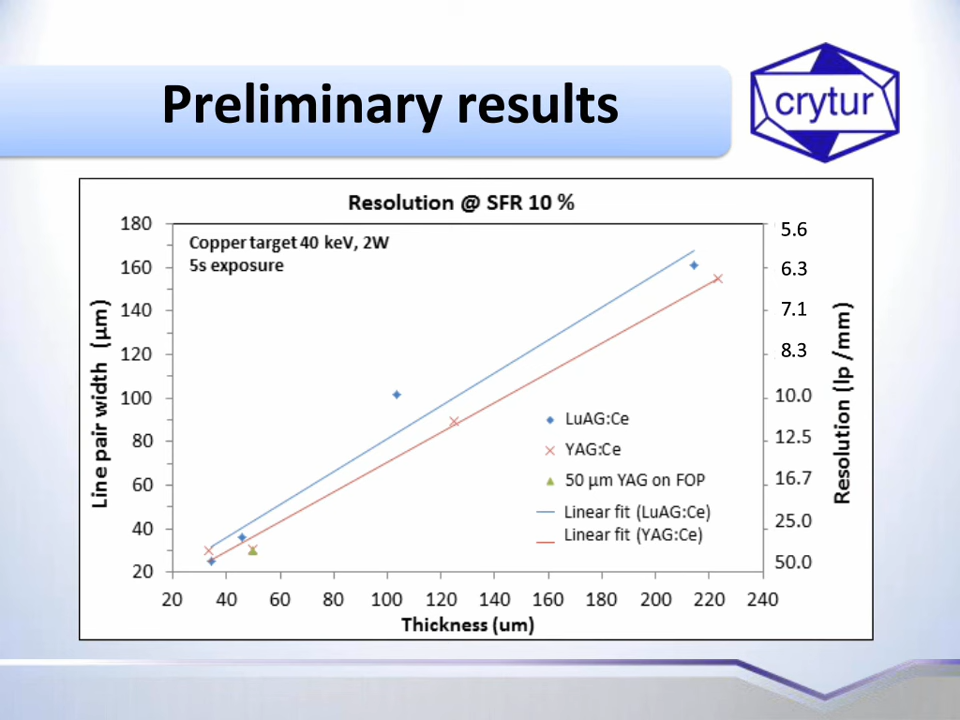 Preliminary results
crytur
Resolution @ SFR 10 %
Copper target 40 keV, 2W
5s exposure
Line pair width (µm)
180
160
140
120
100
80
60
40
20
20 40 60 80 100 120 140 160 180 200 220 240
Thickness (um)
5.6
6.3
7.1
8.3
10.0
12.5
16.7
25.0
50.0
Resolution (lp /mm)
LuAG:Ce
YAG:Ce
50 µm YAG on FOP
Linear fit (LuAG:Ce)
Linear fit (YAG:Ce)